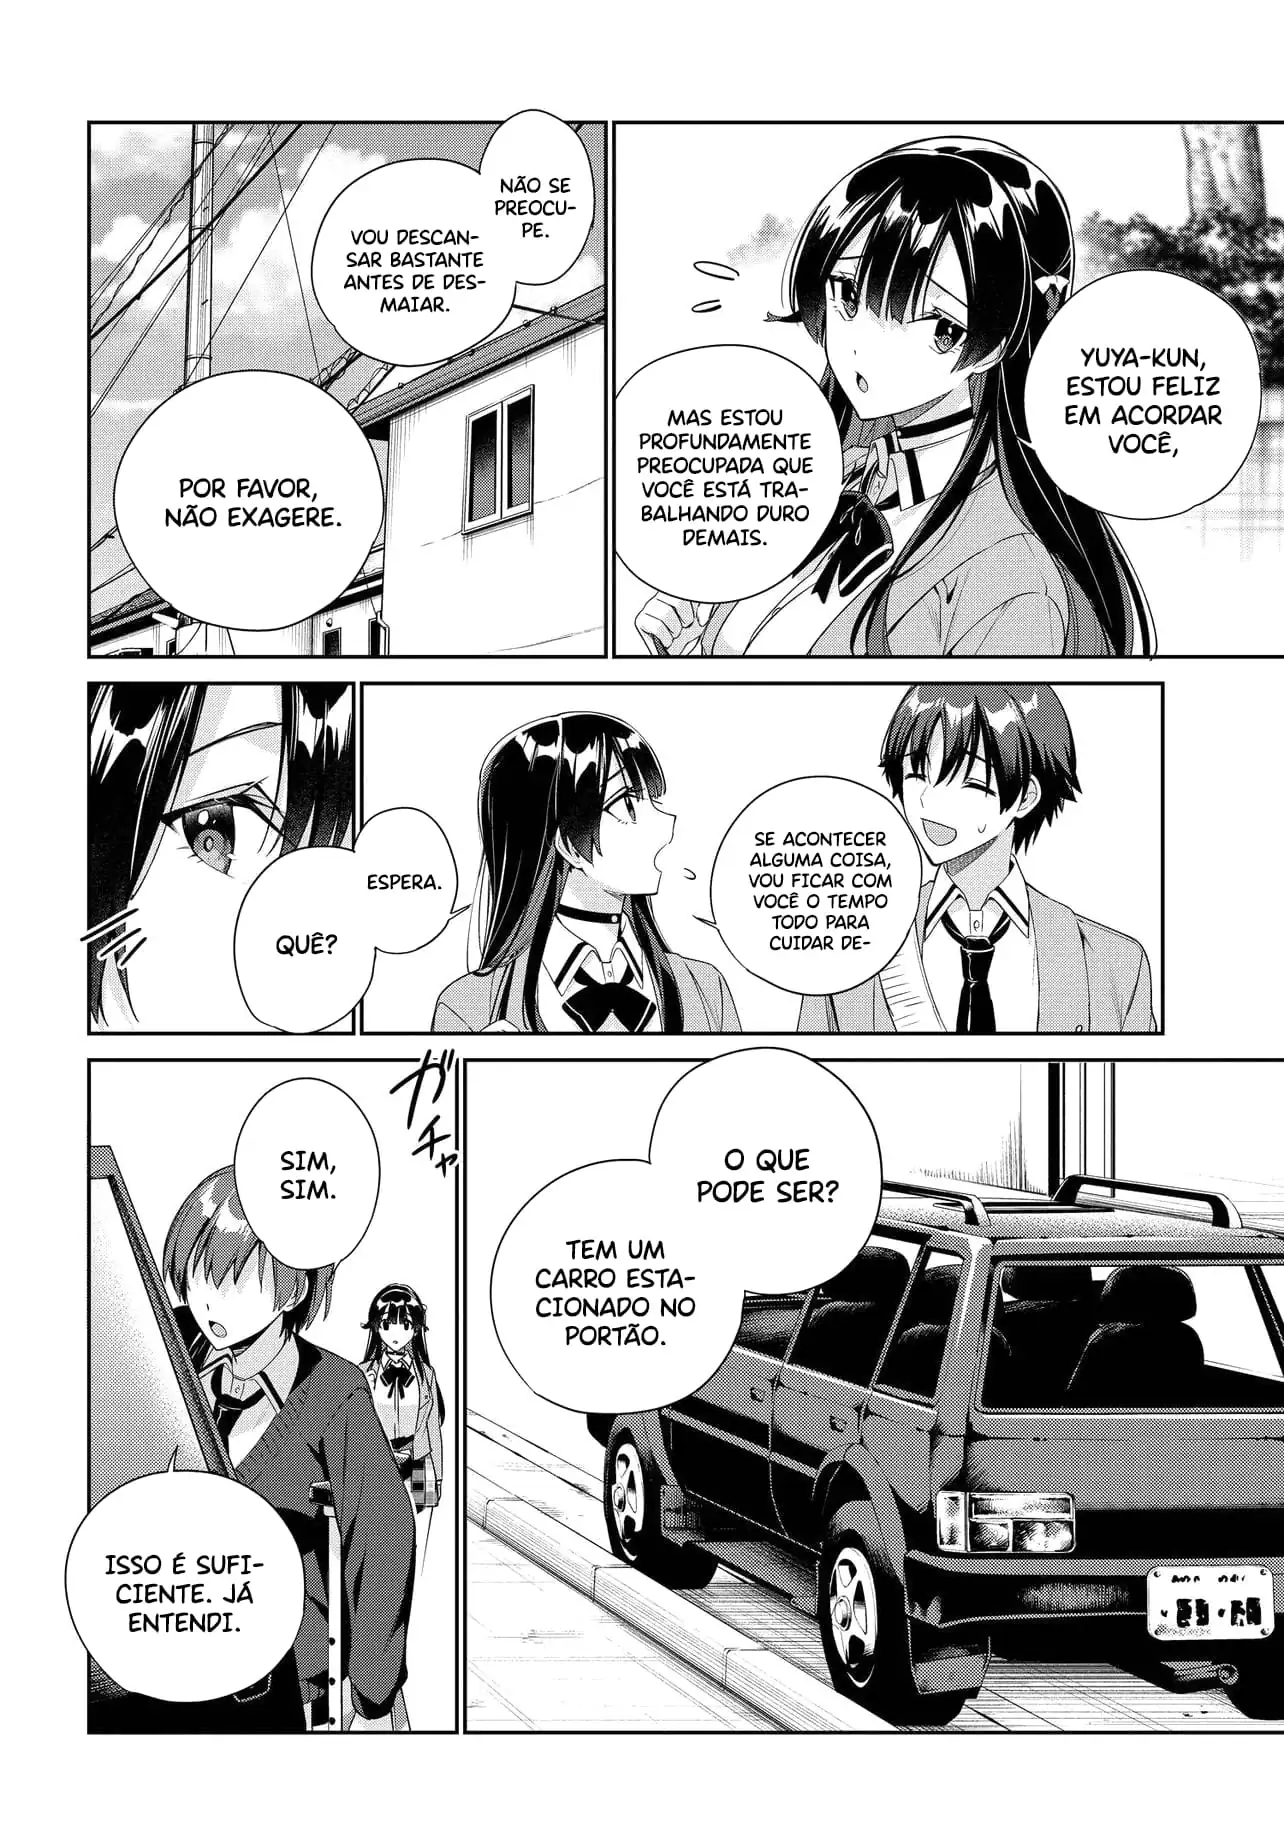 YUYA-KUN,
ESTOU FELIZ
EM ACORDAR
VOCÊ,
MAS ESTOU
PROFUNDAMENTE
PREOCUPADA QUE
VOCÊ ESTÁ TRA-
BALHANDO DURO
DEMAIS.
NÃO SE
PREOCU-
PE.
VOU DESCAN-
SAR BASTANTE
ANTES DE DES-
MAIAR.
POR FAVOR,
NÃO EXAGERE.
SE ACONTECER
ALGUMA COISA,
VOU FICAR COM
VOCÊ O TEMPO
TODO PARA
CUIDAR DE-
ESPERA.
QUÊ?
O QUE
PODE SER?
TEM UM
CARRO ESTA-
CIONADO NO
PORTÃO.
ガチャ
SIM,
SIM.
ISSO É SUFI-
CIENTE. JÁ
ENTENDI.